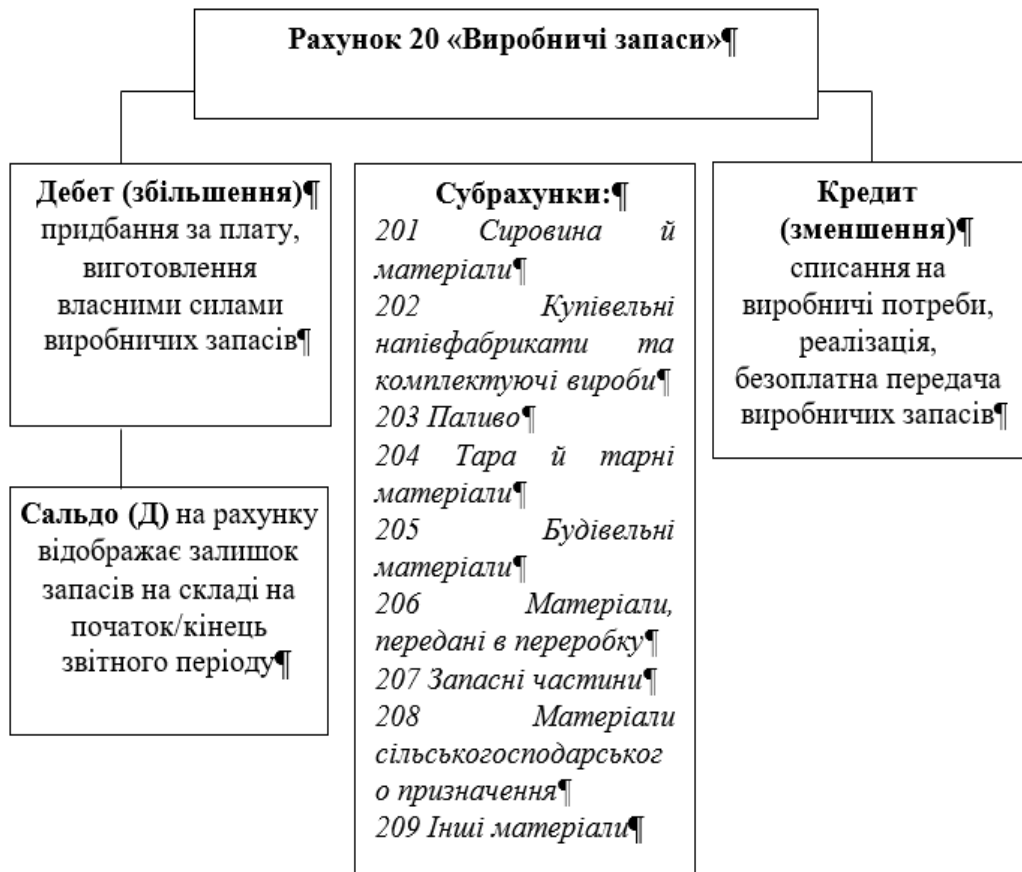 Рахунок 20 «Виробничі запаси»¶
Дебет (збільшення)¶
придбання за плату,
виготовлення
власними силами
виробничих запасів¶
Сальдо (Д) на рахунку
відображає залишок
запасів на складі на
початок/кінець
звітного періоду¶
Субрахунки:¶
201 Сировина й
матеріали¶
202 Купівельні
напівфабрикати та
комплектуючі вироби¶
203 Паливо¶
204 Тара й тарні
матеріали¶
205 Будівельні
матеріали¶
206 Матеріали,
передані в переробку¶
207 Запасні частини¶
208 Матеріали
сільськогосподарськог
о призначення¶
209 Інші матеріали¶
Кредит
(зменшення)¶
списання на
виробничі потреби,
реалізація,
безоплатна передача
виробничих запасів¶